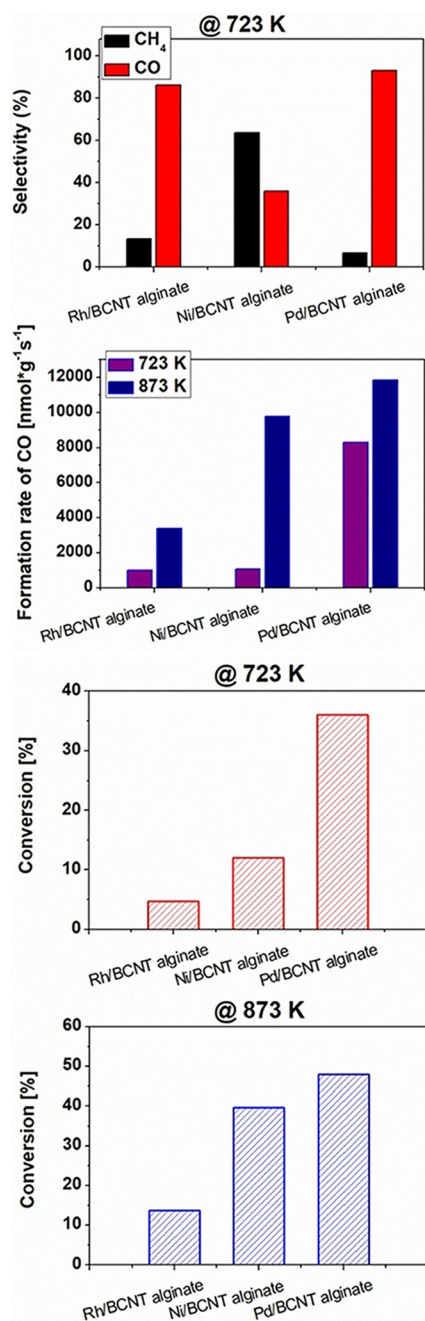 @ 723 K
CH4
CO
Selectivity (%)
100
80
60
40
20
0
Rh/BCNT alginate
Ni/BCNT alginate
Pd/BCNT alginate
723 K
873 K
Formation rate of CO [nmol*g-1s-1]
12000
10000
8000
6000
4000
2000
0
Rh/BCNT alginate
Ni/BCNT alginate
Pd/BCNT alginate
@ 723 K
Conversion [%]
40
30
20
10
0
Rh/BCNT alginate
Ni/BCNT alginate
Pd/BCNT alginate
@ 873 K
Conversion [%]
60
50
40
30
20
10
0
Rh/BCNT alginate
Ni/BCNT alginate
Pd/BCNT alginate